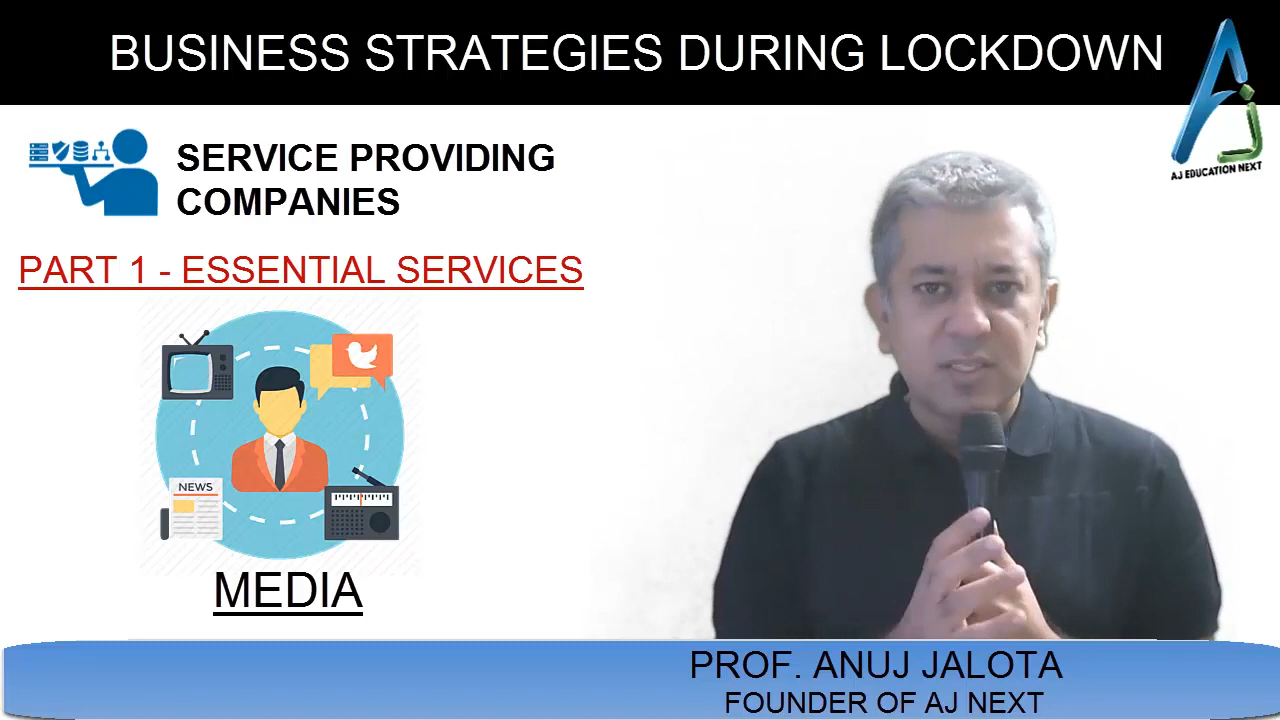 BUSINESS STRATEGIES DURING LOCKDOWN
AJ EDUCATION NEXT
SERVICE PROVIDING
COMPANIES
PART 1 - ESSENTIAL SERVICES
NEWS
MEDIA
PROF. ANUJ JALOTA
FOUNDER OF AJ NEXT